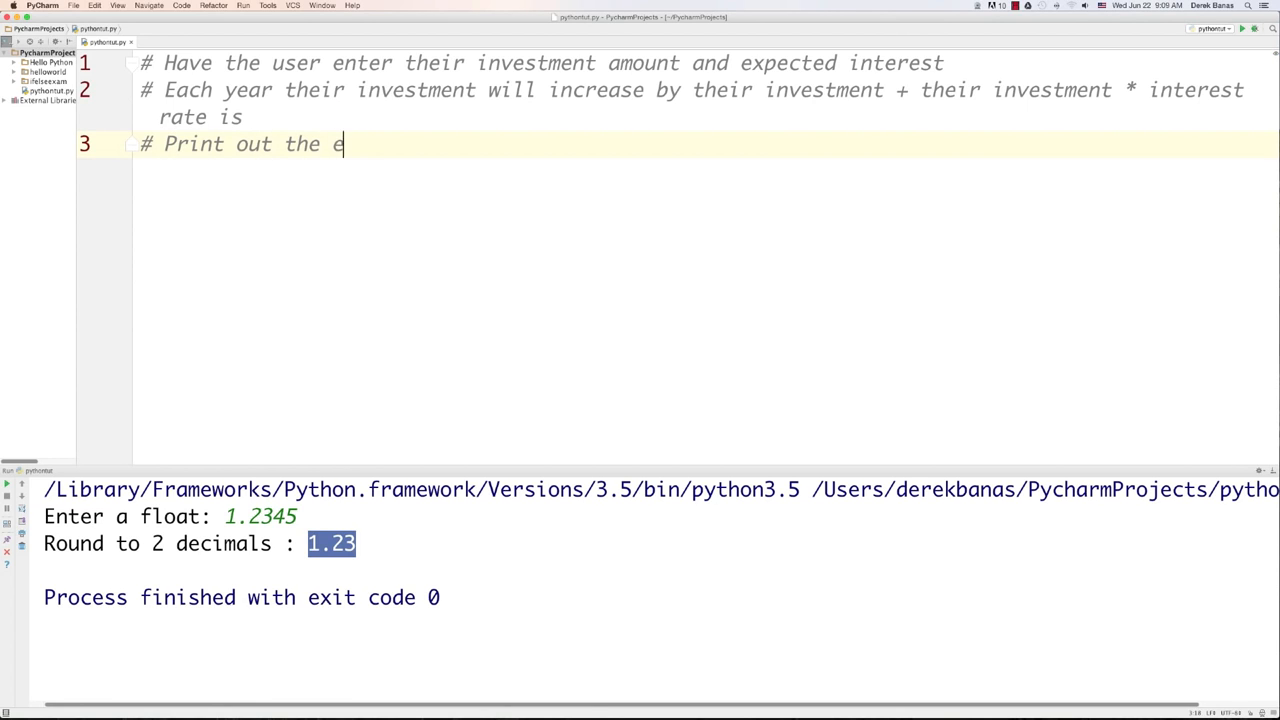 PyCharm File Edit View Navigate Code Refactor Run Tools VCS Window Help 10 Wed Jun 22 9:09 AM Derek Banas
pythontut.py - PycharmProjects - [~/PycharmProjects]
PycharmProjects pythontut.py pythontut
pythontut.py ×
PycharmProject
Hello Python
helloworld
ifelseexam
pythontut.py
External Librarie
1 # Have the user enter their investment amount and expected interest
2 # Each year their investment will increase by their investment + their investment * interest
rate is
3 # Print out the e
Run pythontut
/Library/Frameworks/Python.framework/Versions/3.5/bin/python3.5 /Users/derekbanas/PycharmProjects/pytho
Enter a float: 1.2345
Round to 2 decimals : 1.23
Process finished with exit code 0
3:18 LF÷ UTF-8÷